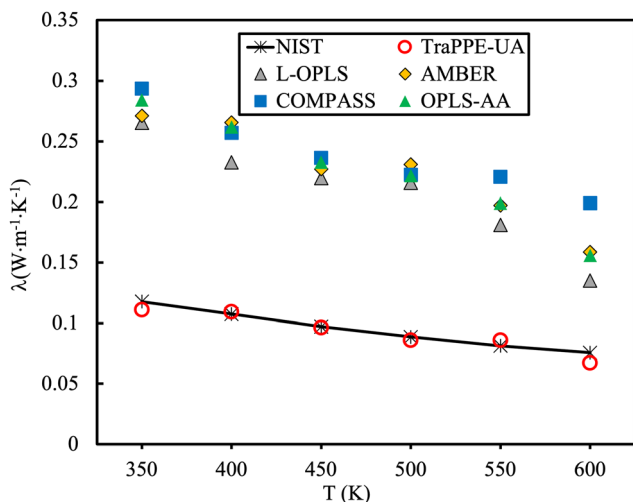 NIST
TraPPE-UA
L-OPLS
AMBER
COMPASS
OPLS-AA
λ(W·m⁻¹·K⁻¹)
0.35
0.3
0.25
0.2
0.15
0.1
0.05
0
350 400 450 500 550 600
T (K)